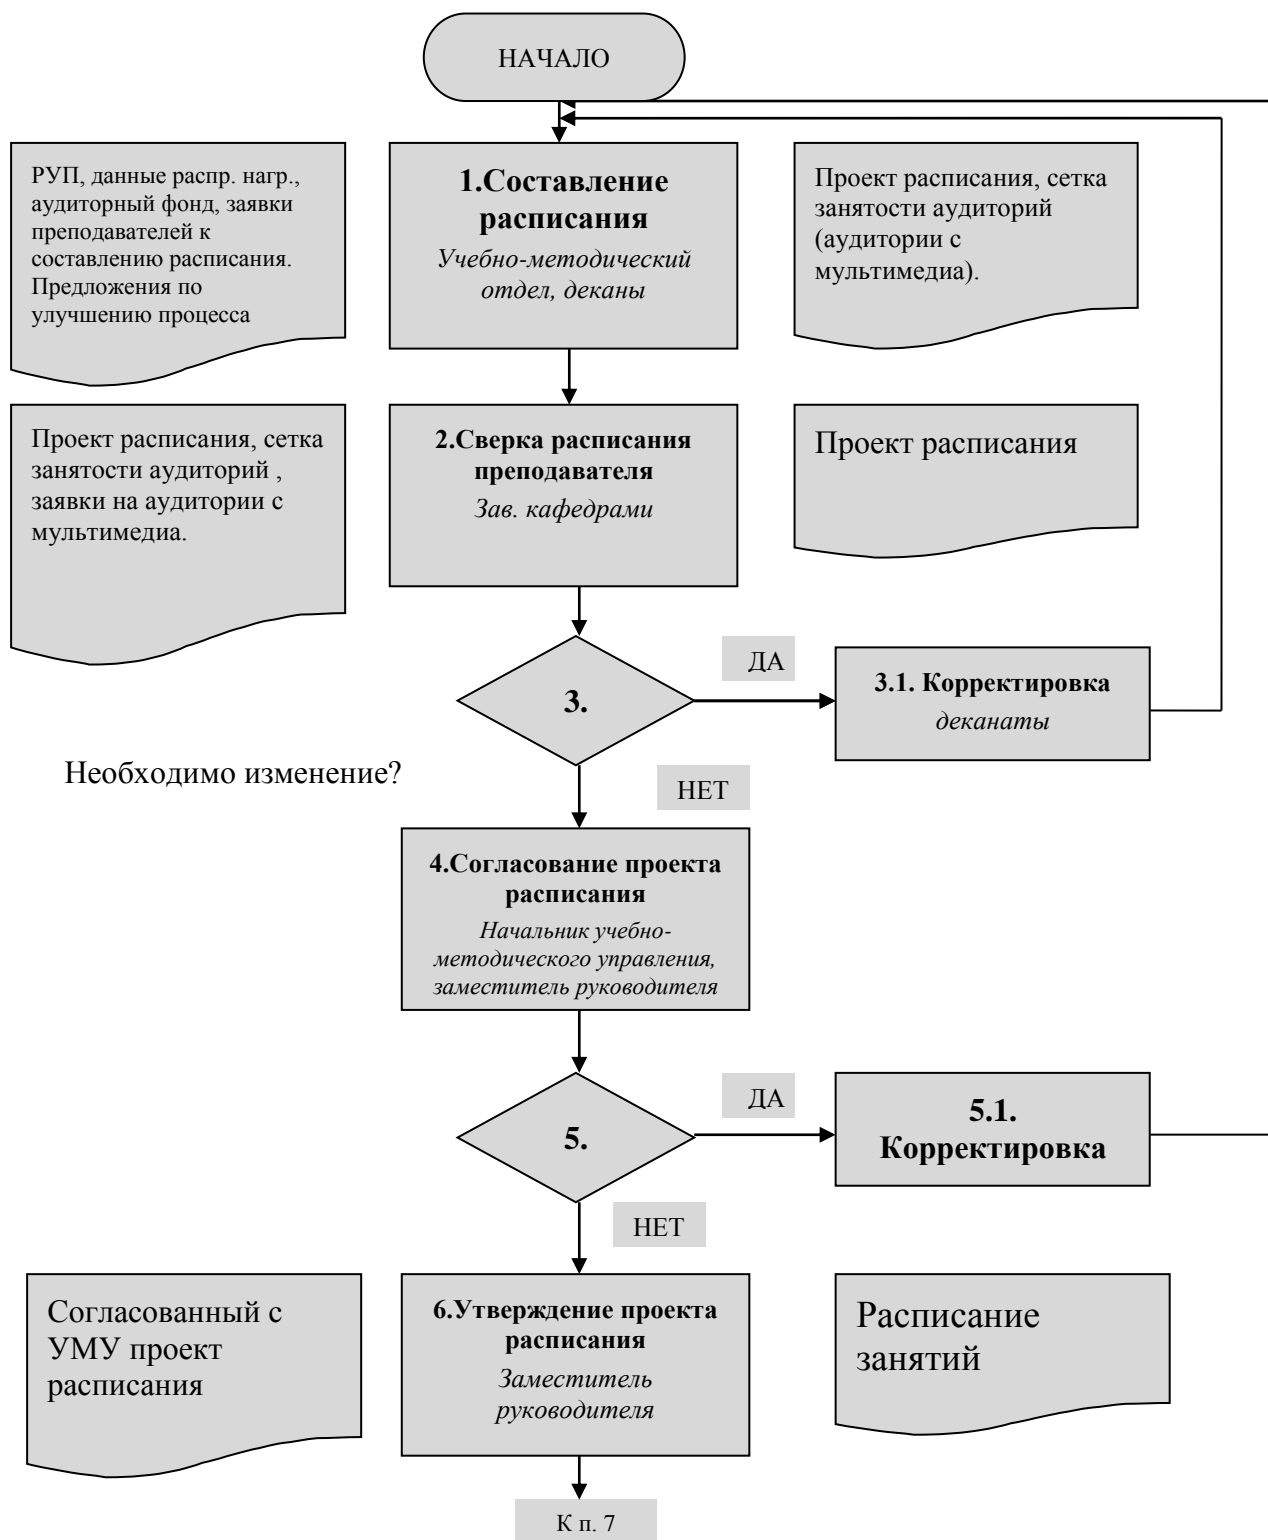 НАЧАЛО
РУП, данные распр. нагр.,
аудиторный фонд, заявки
преподавателей к
составлению расписания.
Предложения по
улучшению процесса
1.Составление
расписания
Учебно-методический
отдел, деканы
Проект расписания, сетка
занятости аудиторий
(аудитории с
мультимедиа).
Проект расписания, сетка
занятости аудиторий ,
заявки на аудитории с
мультимедиа.
2.Сверка расписания
преподавателя
Зав. кафедрами
Проект расписания
3.
ДА
3.1. Корректировка
деканаты
Необходимо изменение?
НЕТ
4.Согласование проекта
расписания
Начальник учебно-
методического управления,
заместитель руководителя
5.
ДА
5.1.
Корректировка
НЕТ
Согласованный с
УМУ проект
расписания
6.Утверждение проекта
расписания
Заместитель
руководителя
Расписание
занятий
К п. 7